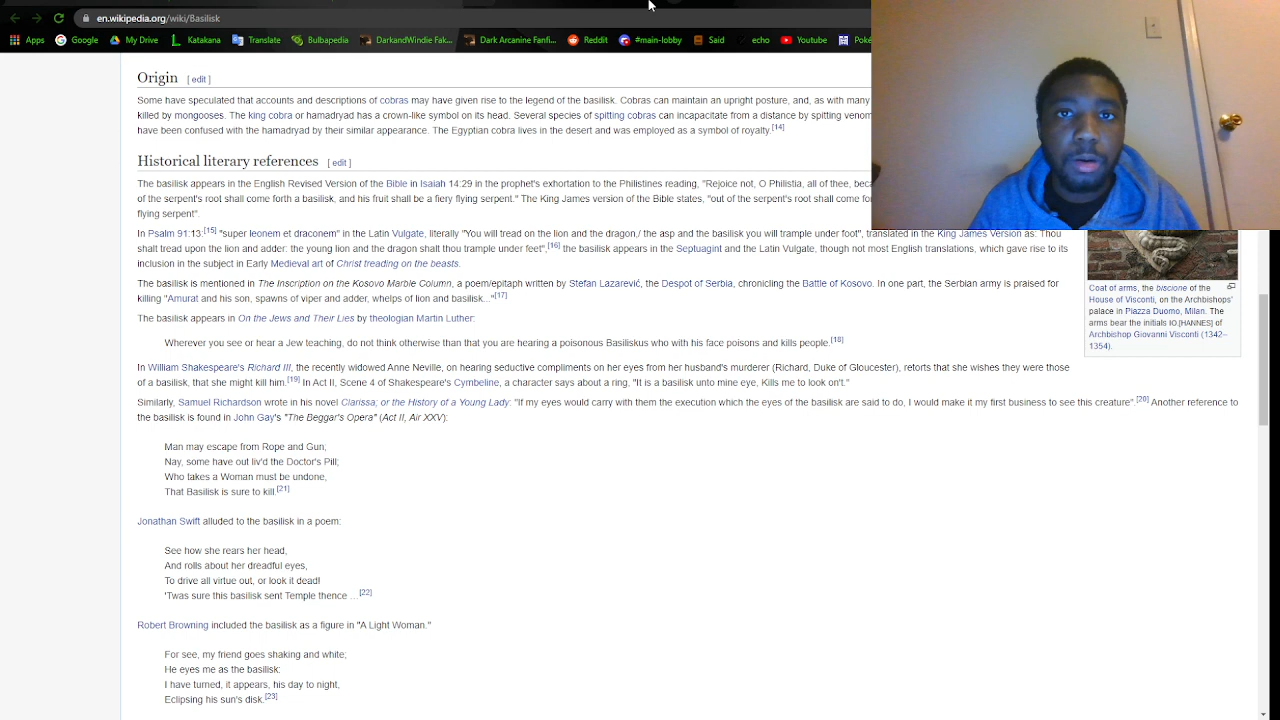 en.wikipedia.org/wiki/Basilisk
Apps Google My Drive Katakana Translate Bulbapedia DarkandWindie Fak... Dark Arcanine Fanfi... Reddit #main-lobby Said echo Youtube
Origin [ edit ]
Some have speculated that accounts and descriptions of cobras may have given rise to the legend of the basilisk. Cobras can maintain an upright posture, and, as with many
killed by mongooses. The king cobra or hamadryad has a crown-like symbol on its head. Several species of spitting cobras can incapacitate from a distance by spitting venom
have been confused with the hamadryad by their similar appearance. The Egyptian cobra lives in the desert and was employed as a symbol of royalty.[14]
Historical literary references [ edit ]
The basilisk appears in the English Revised Version of the Bible in Isaiah 14:29 in the prophet's exhortation to the Philistines reading, "Rejoice not, O Philistia, all of thee,
of the serpent's root shall come forth a basilisk, and his fruit shall be a fiery flying serpent." The King James version of the Bible states, "out of the serpent's root shall come
flying serpent".
In Psalm 91:13:[15] "super leonem et draconem" in the Latin Vulgate, literally "You will tread on the lion and the dragon,/ the asp and the basilisk you will trample under foot", translated in the King James Version as: Thou
shalt tread upon the lion and adder: the young lion and the dragon shalt thou trample under feet",[16] the basilisk appears in the Septuagint and the Latin Vulgate, though not most English translations, which gave rise to its
inclusion in the subject in Early Medieval art of Christ treading on the beasts.
The basilisk is mentioned in The Inscription on the Kosovo Marble Column, a poem/epitaph written by Stefan Lazarević, the Despot of Serbia, chronicling the Battle of Kosovo. In one part, the Serbian army is praised for
killing "Amurat and his son, spawns of viper and adder, whelps of lion and basilisk..."[17]
The basilisk appears in On the Jews and Their Lies by theologian Martin Luther:
Wherever you see or hear a Jew teaching, do not think otherwise than that you are hearing a poisonous Basiliskus who with his face poisons and kills people.[18]
In William Shakespeare's Richard III, the recently widowed Anne Neville, on hearing seductive compliments on her eyes from her husband's murderer (Richard, Duke of Gloucester), retorts that she wishes they were those
of a basilisk, that she might kill him.[19] In Act II, Scene 4 of Shakespeare's Cymbeline, a character says about a ring, "It is a basilisk unto mine eye, Kills me to look on't."
Similarly, Samuel Richardson wrote in his novel Clarissa; or the History of a Young Lady: "If my eyes would carry with them the execution which the eyes of the basilisk are said to do, I would make it my first business to see this creature".[20] Another reference to
the basilisk is found in John Gay's "The Beggar's Opera" (Act II, Air XXV):
Man may escape from Rope and Gun;
Nay, some have out liv'd the Doctor's Pill;
Who takes a Woman must be undone,
That Basilisk is sure to kill.[21]
Jonathan Swift alluded to the basilisk in a poem:
See how she rears her head,
And rolls about her dreadful eyes,
To drive all virtue out, or look it dead!
'Twas sure this basilisk sent Temple thence ...[22]
Robert Browning included the basilisk as a figure in "A Light Woman."
For see, my friend goes shaking and white;
He eyes me as the basilisk:
I have turned, it appears, his day to night,
Eclipsing his sun's disk.[23]
Coat of arms, the biscione of the
House of Visconti, on the Archbishops'
palace in Piazza Duomo, Milan. The
arms bear the initials IO.[HANNES] of
Archbishop Giovanni Visconti (1342–
1354).